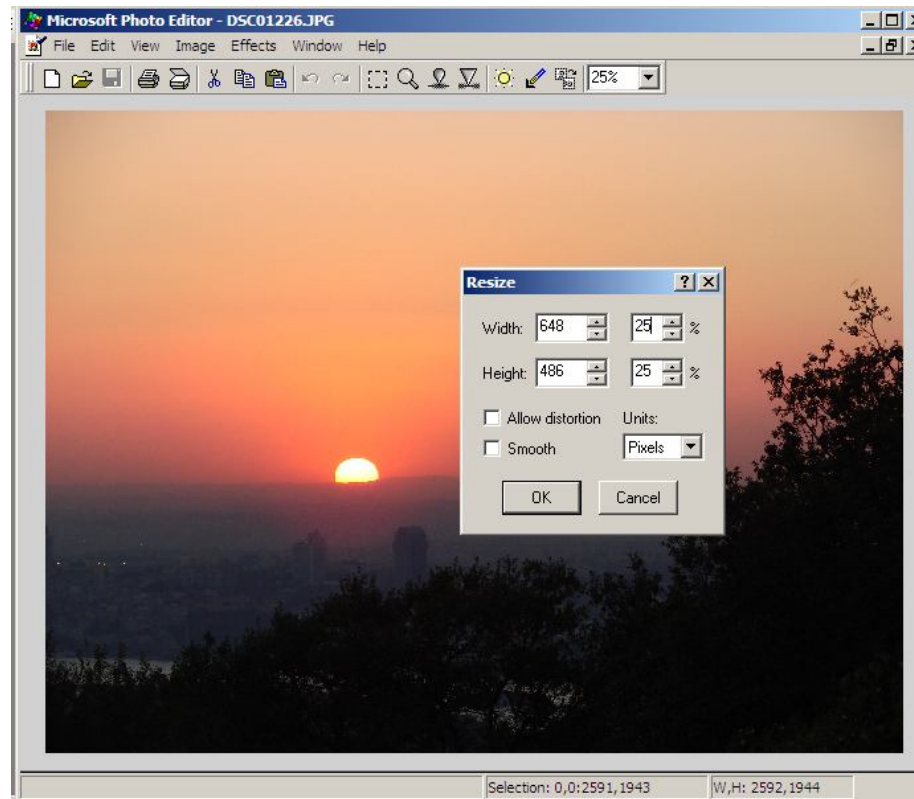 Microsoft Photo Editor - DSC01226.JPG
File Edit View Image Effects Window Help
25%
Resize
Width: 648 25 %
Height: 486 25 %
Allow distortion Units:
Smooth Pixels
OK Cancel
Selection: 0,0:2591,1943 W,H: 2592,1944